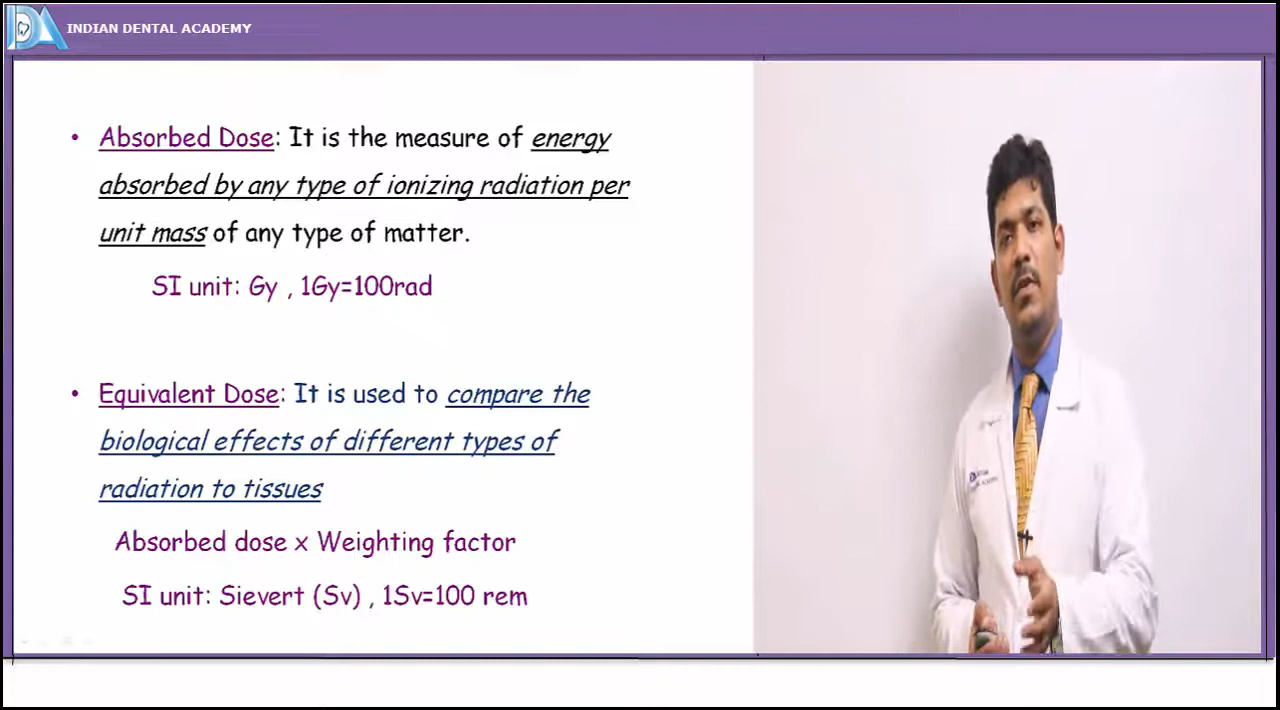 INDIAN DENTAL ACADEMY
• Absorbed Dose: It is the measure of energy
absorbed by any type of ionizing radiation per
unit mass of any type of matter.
SI unit: Gy , 1Gy=100rad
• Equivalent Dose: It is used to compare the
biological effects of different types of
radiation to tissues
Absorbed dose x Weighting factor
SI unit: Sievert (Sv) , 1Sv=100 rem